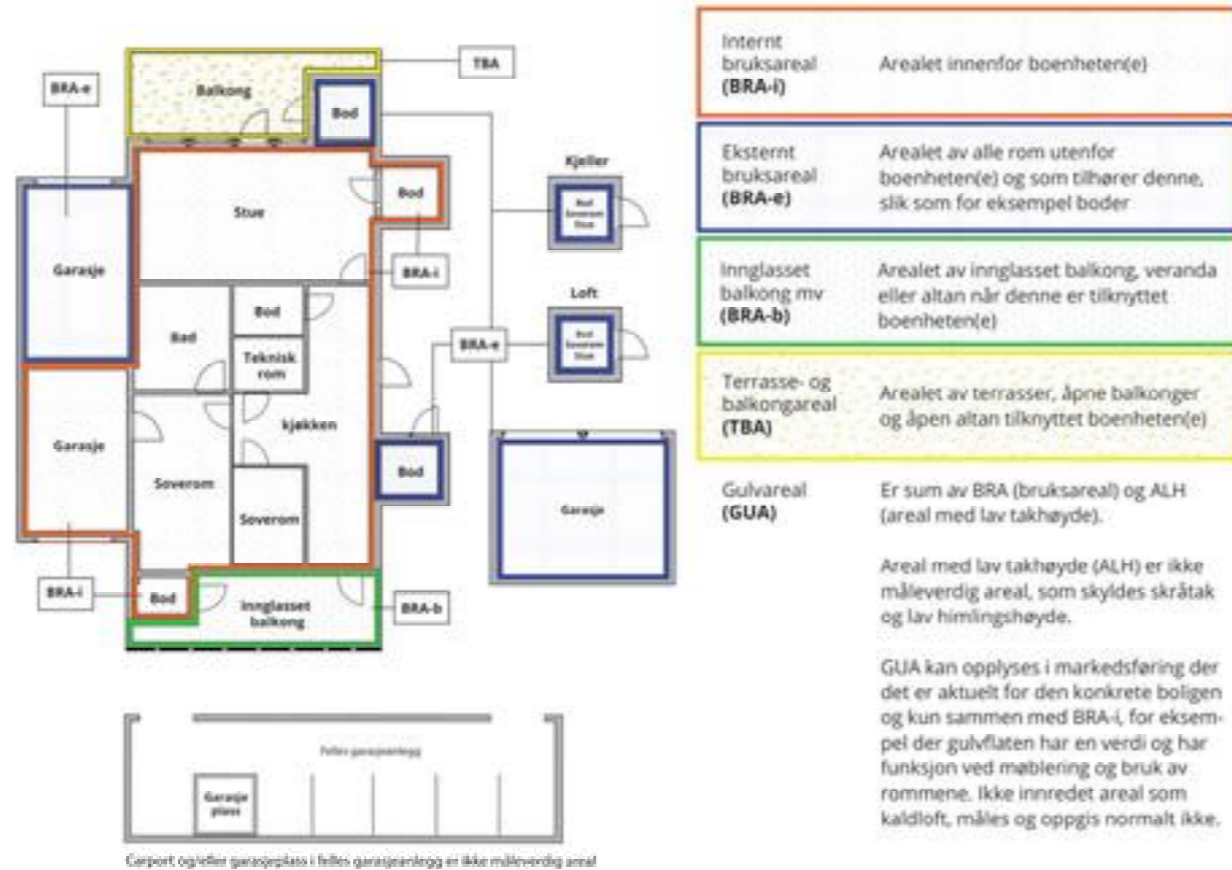 TBA
BRA-e
Balkong
Bod
Kjeller
Bod
Soverom
Stue
Bod
Stue
Garasje
BRA-i
Loft
Bod
Bad
Teknisk
rom
BRA-e
Bod
Soverom
Stue
kjøkken
Garasje
Bod
Soverom
Garasje
Soverom
BRA-i
Bod
Innglasset
balkong
BRA-b
Felles garasjeanlegg
Garasje
plass
Carport og/eller garasjeplass i felles garasjeanlegg er ikke måleverdig areal
Internt
bruksareal
(BRA-i)
Arealet innenfor boenheten(e)
Eksternt
bruksareal
(BRA-e)
Arealet av alle rom utenfor
boenheten(e) og som tilhører denne,
slik som for eksempel boder
Innglasset
balkong mv
(BRA-b)
Arealet av innglasset balkong, veranda
eller altan når denne er tilknyttet
boenheten(e)
Terrasse- og
balkongareal
(TBA)
Arealet av terrasser, åpne balkonger
og åpen altan tilknyttet boenheten(e)
Gulvareal
(GUA)
Er sum av BRA (bruksareal) og ALH
(areal med lav takhøyde).
Areal med lav takhøyde (ALH) er ikke
måleverdig areal, som skyldes skråtak
og lav himlingshøyde.
GUA kan opplyses i markedsføring der
det er aktuelt for den konkrete boligen
og kun sammen med BRA-i, for eksem-
pel der gulvflaten har en verdi og har
funksjon ved møblering og bruk av
rommene. Ikke innredet areal som
kaldloft, måles og oppgis normalt ikke.